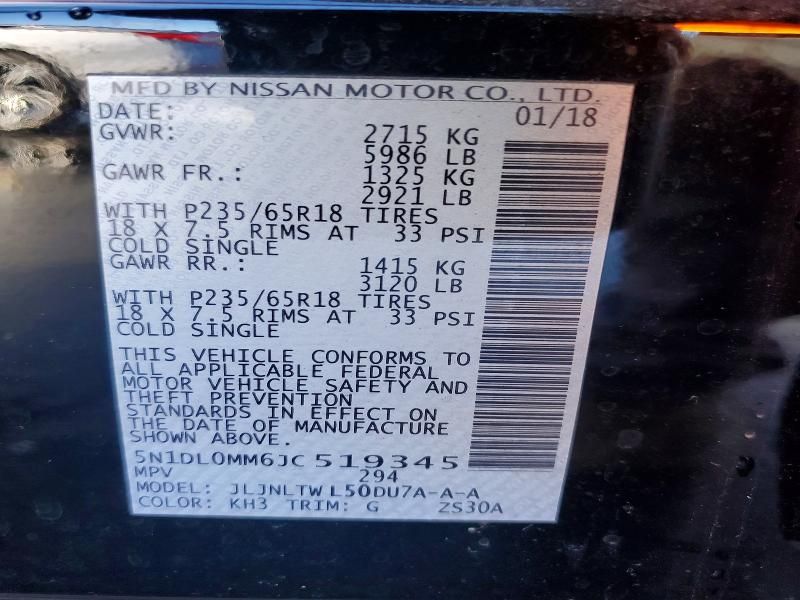 MFD BY NISSAN MOTOR CO., LTD.
DATE: 01/18
GVWR: 2715 KG
5986 LB
GAWR FR.: 1325 KG
2921 LB
WITH P235/65R18 TIRES
18 X 7.5 RIMS AT 33 PSI
COLD SINGLE
GAWR RR.: 1415 KG
3120 LB
WITH P235/65R18 TIRES
18 X 7.5 RIMS AT 33 PSI
COLD SINGLE
THIS VEHICLE CONFORMS TO
ALL APPLICABLE FEDERAL
MOTOR VEHICLE SAFETY AND
THEFT PREVENTION
STANDARDS IN EFFECT ON
THE DATE OF MANUFACTURE
SHOWN ABOVE.
5N1DL0MM6JC 519345
MPV 294
MODEL: JLJNLTW L50DU7A-A-A
COLOR: KH3 TRIM: G ZS30A